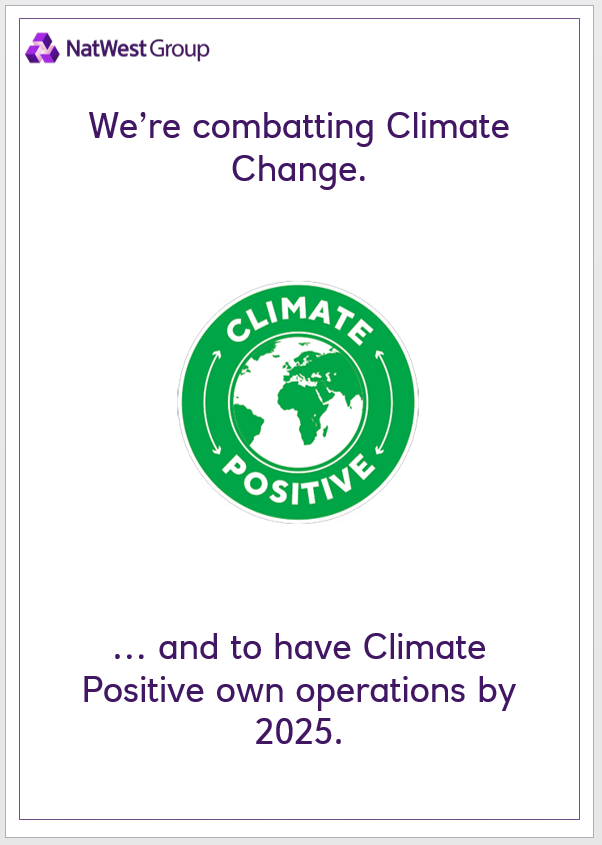 NatWest Group
We’re combatting Climate
Change.
CLIMATE
POSITIVE
… and to have Climate
Positive own operations by
2025.